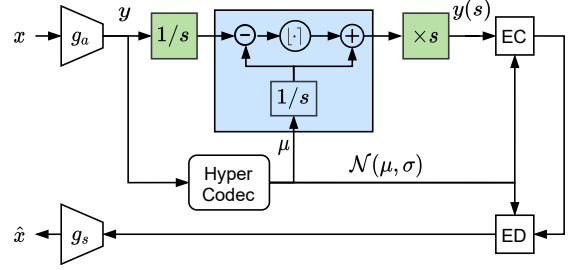 x
g_a
y
1/s
−
⌊·⌉
+
×s
y(s)
EC
1/s
μ
Hyper
Codec
𝒩(μ, σ)
x̂
g_s
ED